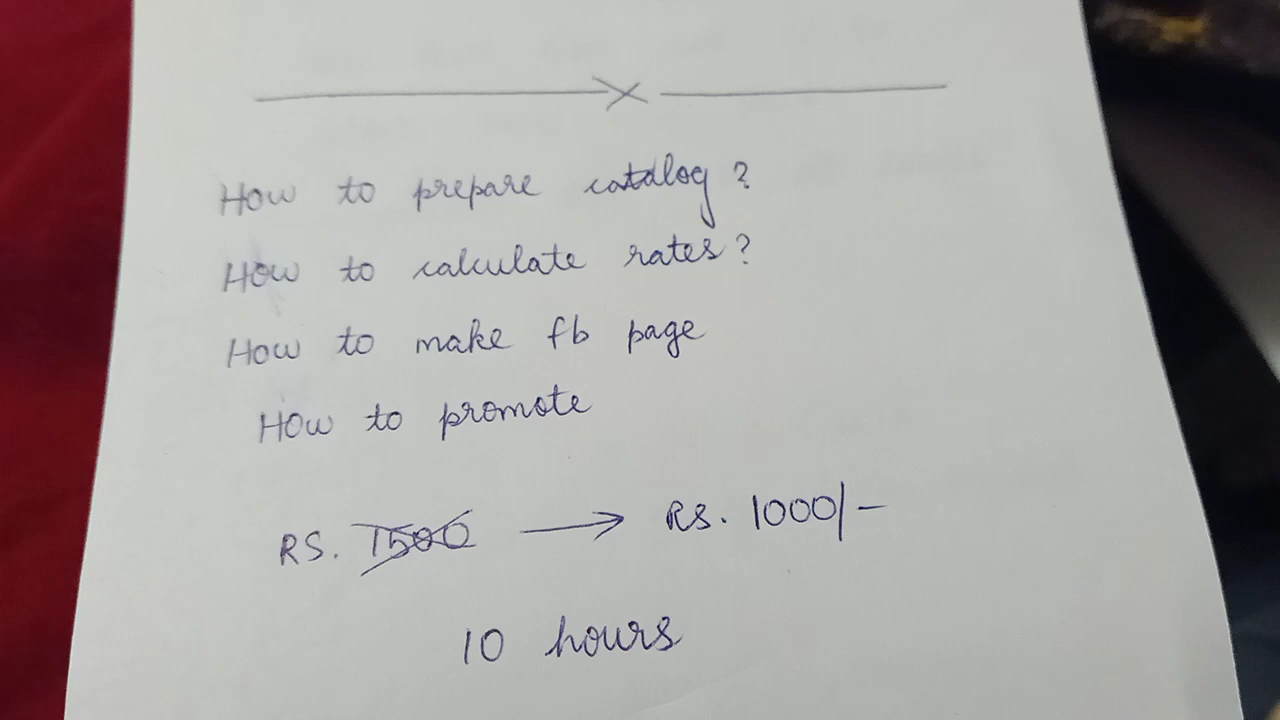 How to prepare catalog?
How to calculate rates?
How to make fb page
How to promote
RS. 1500 → RS. 1000/-
10 hours